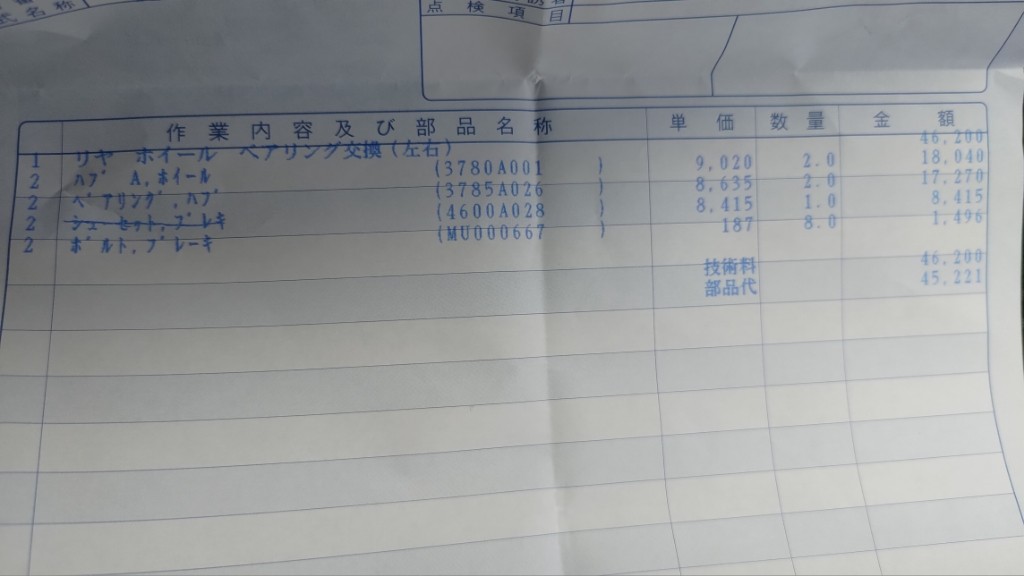 式名称
点検項目
作業内容及び部品名称 単価 数量 金額
1 リヤ ホイール ベアリング交換(左右) 46,200
2 ハブ A,ホイール (3780A001 ) 9,020 2.0 18,040
2 ベアリング,ハブ (3785A026 ) 8,635 2.0 17,270
2 シュー セット,ブレキ (4600A028 ) 8,415 1.0 8,415
2 ボルト,ブレーキ (MU000667 ) 187 8.0 1,496
技術料 46,200
部品代 45,221